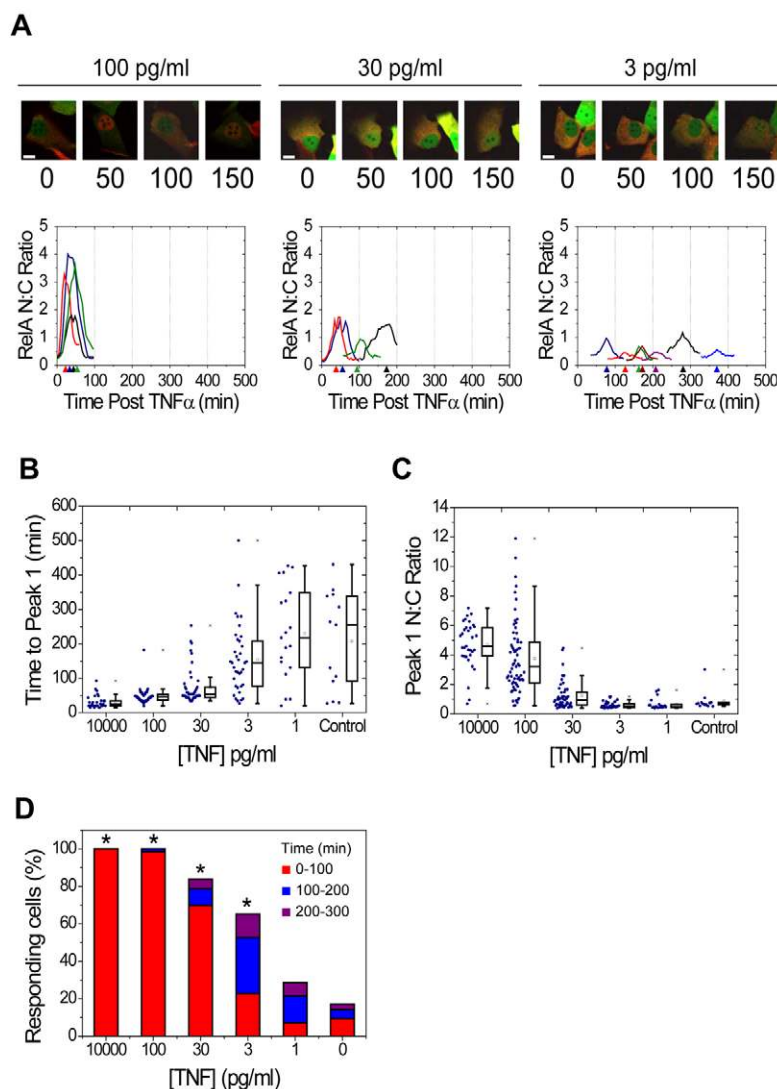 A
100 pg/ml 30 pg/ml 3 pg/ml
0 50 100 150 0 50 100 150 0 50 100 150
RelA N:C Ratio
5
4
3
2
1
0
0 100 200 300 400 500
Time Post TNFα (min)
RelA N:C Ratio
5
4
3
2
1
0
0 100 200 300 400 500
Time Post TNFα (min)
RelA N:C Ratio
5
4
3
2
1
0
0 100 200 300 400 500
Time Post TNFα (min)
B
Time to Peak 1 (min)
600
500
400
300
200
100
0
10000 100 30 3 1 Control
[TNF] pg/ml
C
Peak 1 N:C Ratio
14
12
10
8
6
4
2
0
10000 100 30 3 1 Control
[TNF] pg/ml
D
Responding cells (%)
100
80
60
40
20
0
* * * *
Time (min)
0-100
100-200
200-300
10000 100 30 3 1 0
[TNF] (pg/ml)